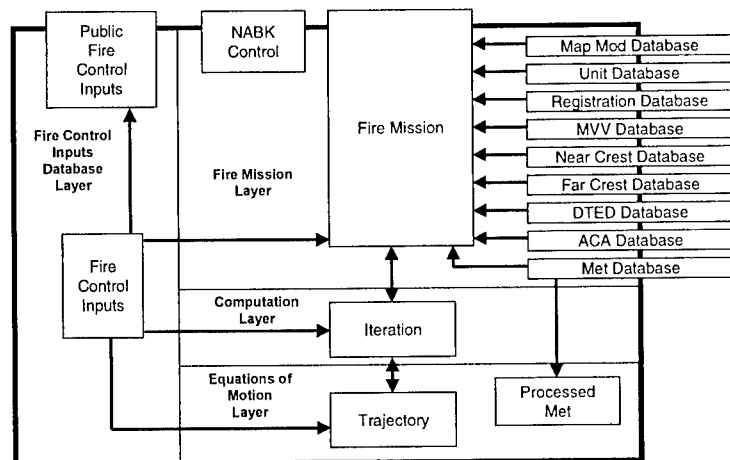 Public
Fire
Control
Inputs
NABK
Control
Fire Mission
Map Mod Database
Unit Database
Registration Database
MVV Database
Near Crest Database
Far Crest Database
DTED Database
ACA Database
Met Database
Fire Control
Inputs
Database
Layer
Fire Mission
Layer
Fire
Control
Inputs
Computation
Layer
Iteration
Equations of
Motion
Layer
Trajectory
Processed
Met